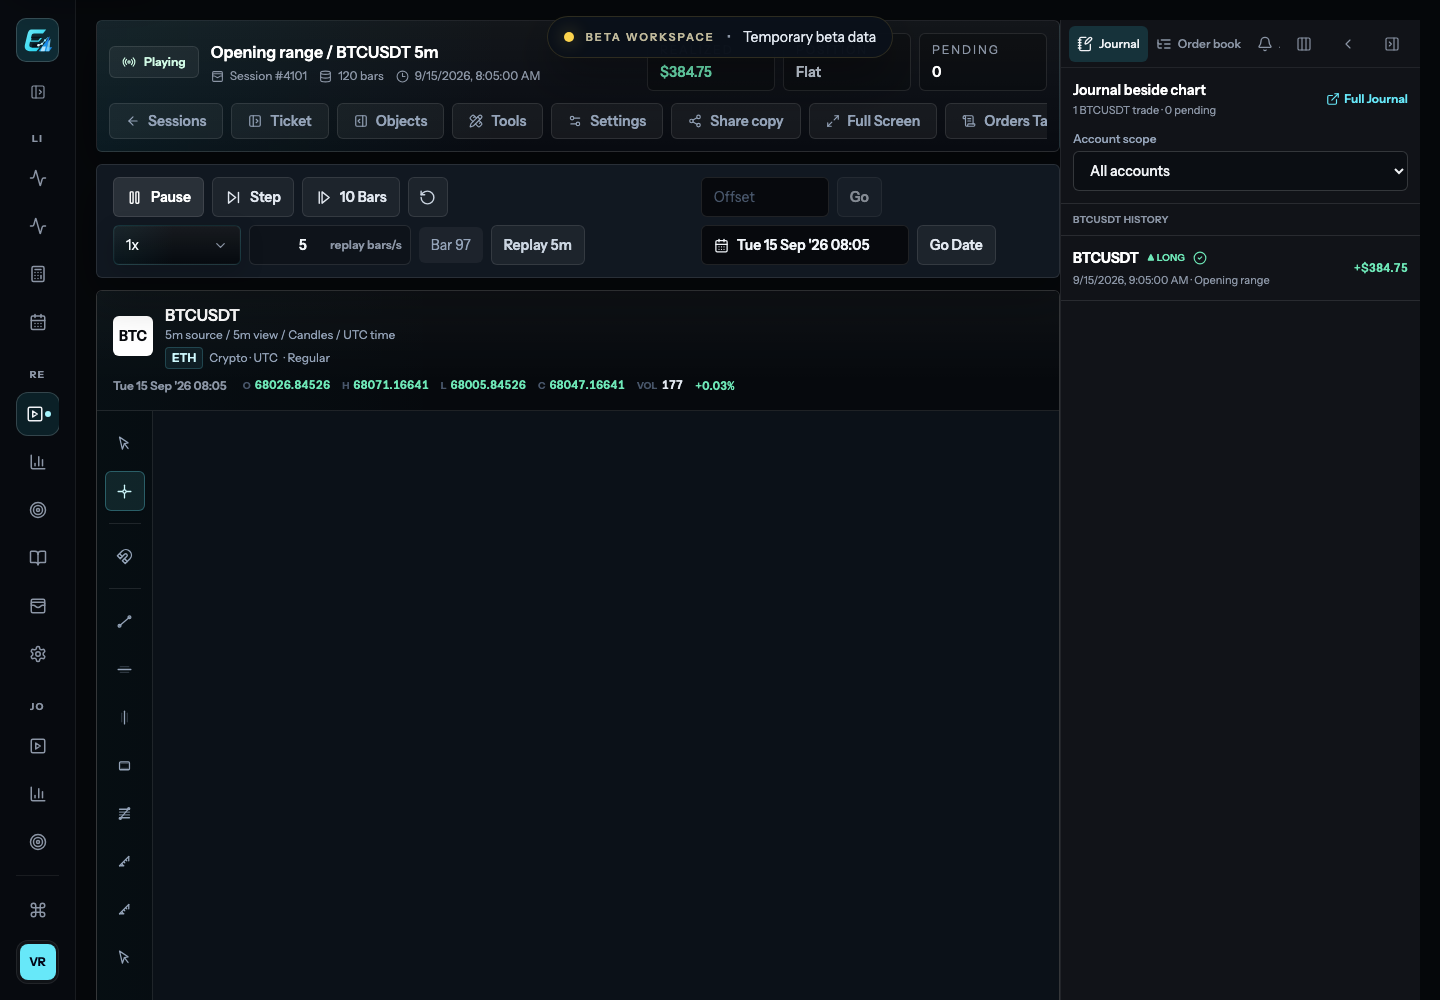 BETA WORKSPACE · Temporary beta data
Playing
Opening range / BTCUSDT 5m
Session #4101 120 bars 9/15/2026, 8:05:00 AM
$384.75
Flat
PENDING
0
Sessions Ticket Objects Tools Settings Share copy Full Screen Orders Ta
Pause Step 10 Bars
Offset Go
1x 5 replay bars/s Bar 97 Replay 5m
Tue 15 Sep '26 08:05 Go Date
BTC
BTCUSDT
5m source / 5m view / Candles / UTC time
ETH Crypto · UTC · Regular
Tue 15 Sep '26 08:05 O 68026.84526 H 68071.16641 L 68005.84526 C 68047.16641 VOL 177 +0.03%
LI
RE
JO
VR
Journal Order book
Journal beside chart
1 BTCUSDT trade · 0 pending
Full Journal
Account scope
All accounts
BTCUSDT HISTORY
BTCUSDT LONG
9/15/2026, 9:05:00 AM · Opening range
+$384.75